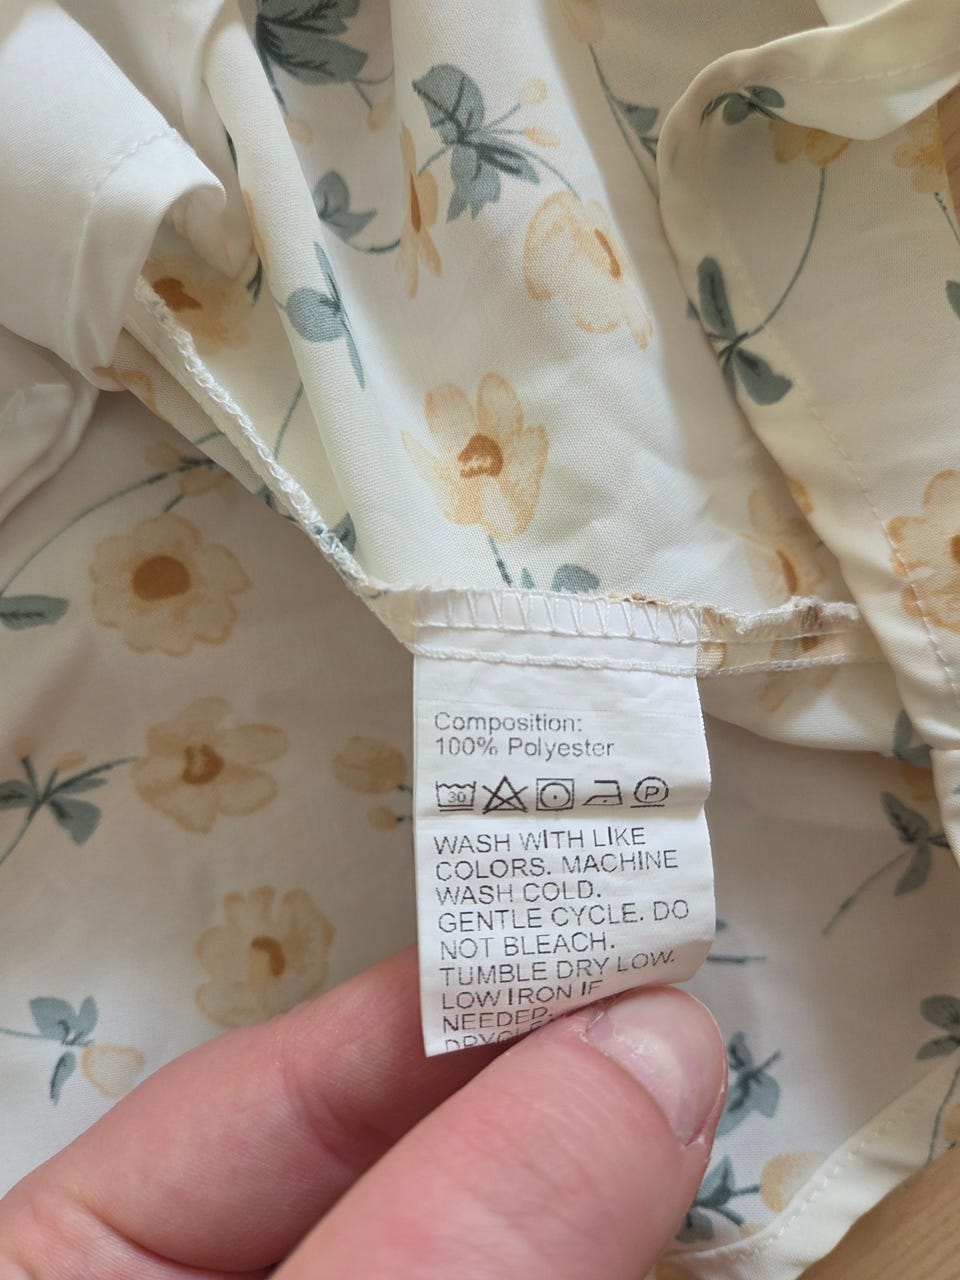 Composition:
100% Polyester
30 P
WASH WITH LIKE
COLORS. MACHINE
WASH COLD.
GENTLE CYCLE. DO
NOT BLEACH.
TUMBLE DRY LOW.
LOW IRON IF
NEEDED.